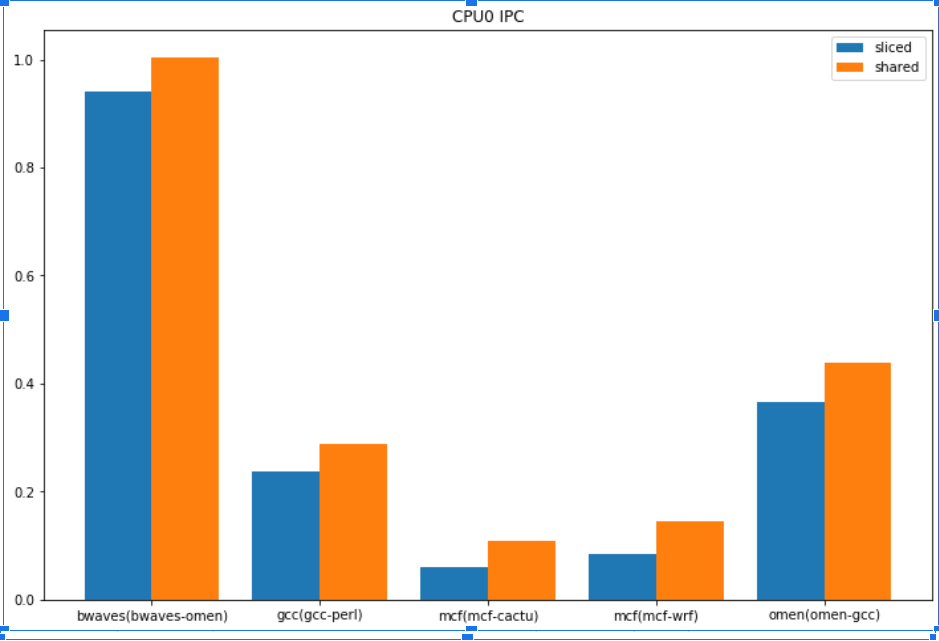 CPU0 IPC
sliced
shared
1.0
0.8
0.6
0.4
0.2
0.0
bwaves(bwaves-omen) gcc(gcc-perl) mcf(mcf-cactu) mcf(mcf-wrf) omen(omen-gcc)